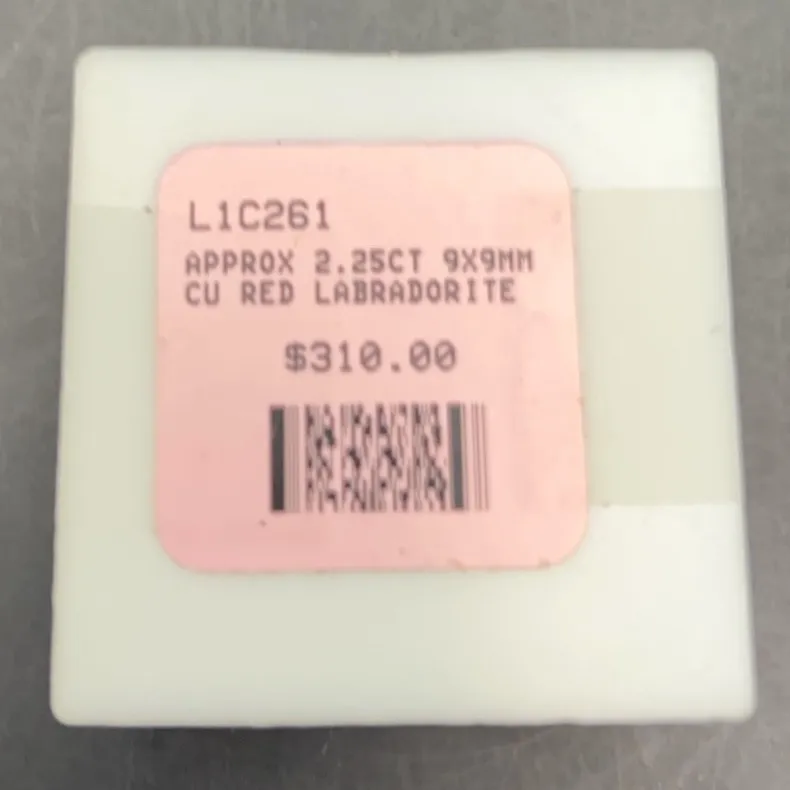 L1C261
APPROX 2.25CT 9X9MM
CU RED LABRADORITE
$310.00